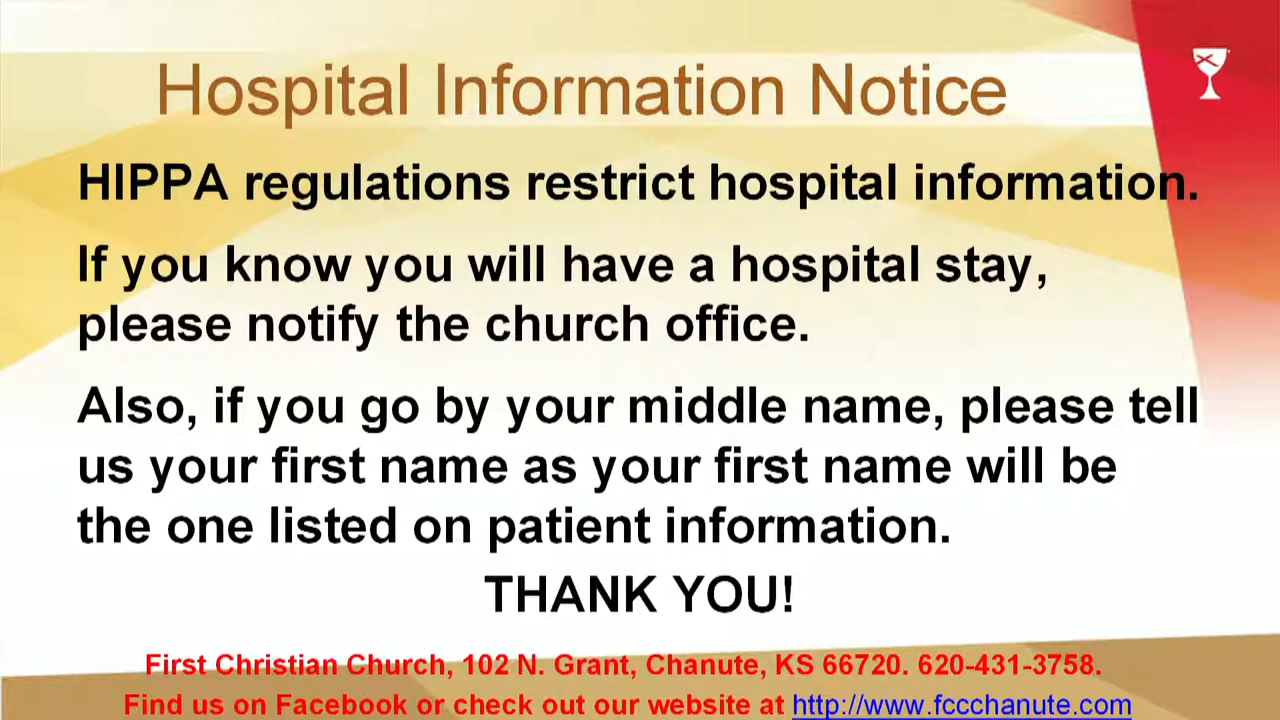 Hospital Information Notice
HIPPA regulations restrict hospital information.
If you know you will have a hospital stay,
please notify the church office.
Also, if you go by your middle name, please tell
us your first name as your first name will be
the one listed on patient information.
THANK YOU!
First Christian Church, 102 N. Grant, Chanute, KS 66720. 620-431-3758.
Find us on Facebook or check out our website at http://www.fccchanute.com